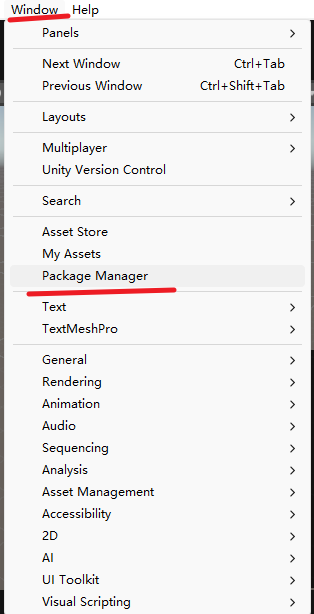 Window Help
Panels
Next Window Ctrl+Tab
Previous Window Ctrl+Shift+Tab
Layouts
Multiplayer
Unity Version Control
Search
Asset Store
My Assets
Package Manager
Text
TextMeshPro
General
Rendering
Animation
Audio
Sequencing
Analysis
Asset Management
Accessibility
2D
AI
UI Toolkit
Visual Scripting